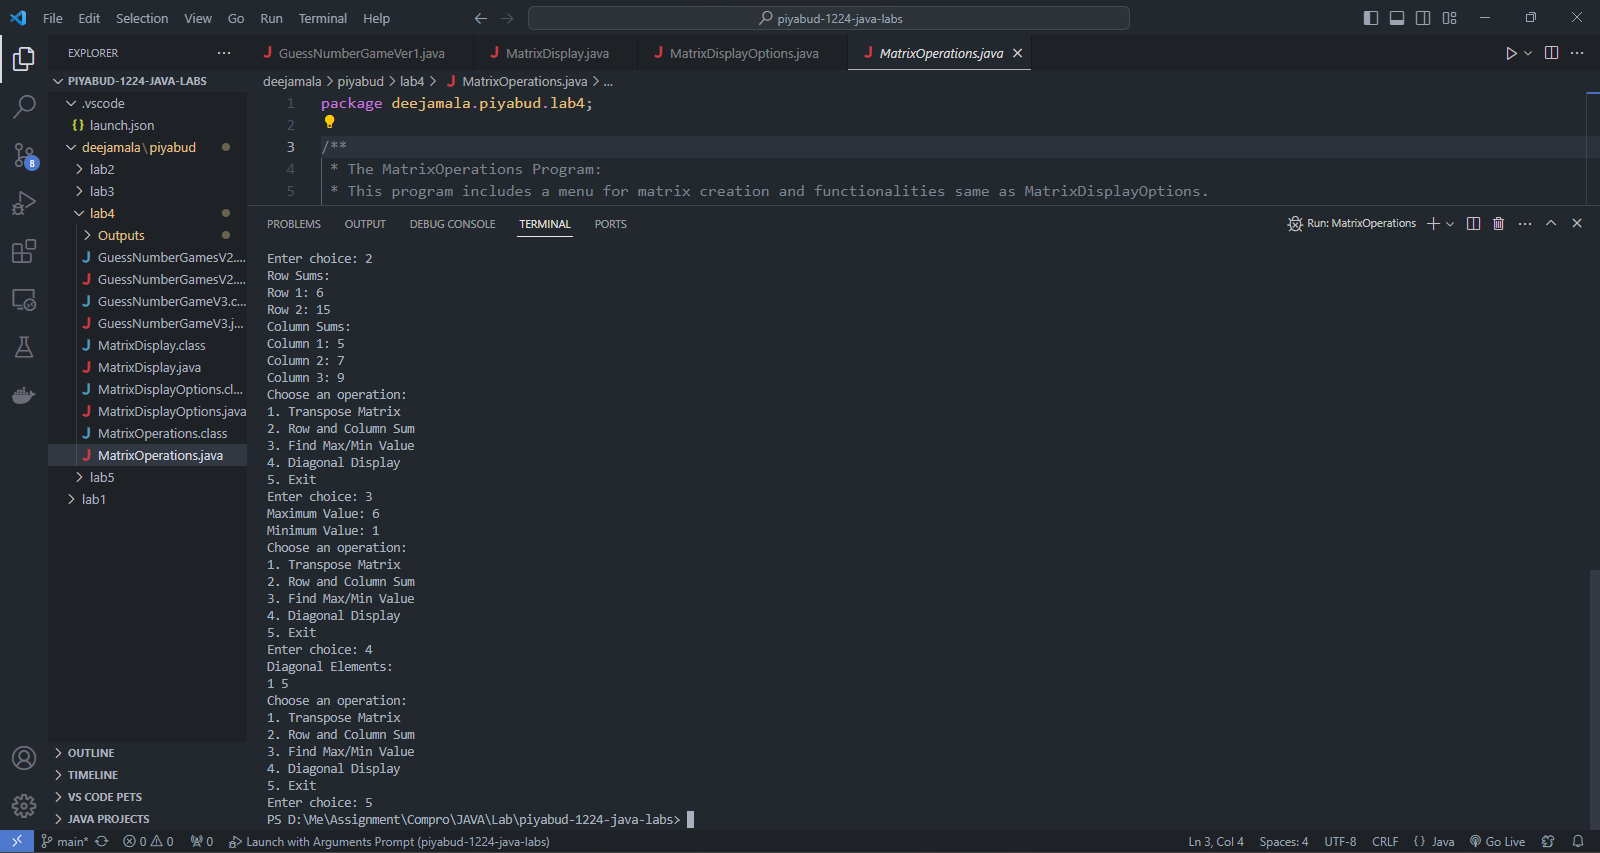 File Edit Selection View Go Run Terminal Help piyabud-1224-java-labs
EXPLORER
PIYABUD-1224-JAVA-LABS
.vscode
{} launch.json
deejamala\piyabud
lab2
lab3
lab4
Outputs
J GuessNumberGamesV2....
J GuessNumberGamesV2....
J GuessNumberGameV3.c...
J GuessNumberGameV3.j...
J MatrixDisplay.class
J MatrixDisplay.java
J MatrixDisplayOptions.cl...
J MatrixDisplayOptions.java
J MatrixOperations.class
J MatrixOperations.java
lab5
lab1
OUTLINE
TIMELINE
VS CODE PETS
JAVA PROJECTS
8
J GuessNumberGameVer1.java J MatrixDisplay.java J MatrixDisplayOptions.java J MatrixOperations.java
deejamala > piyabud > lab4 > J MatrixOperations.java > ...
1 package deejamala.piyabud.lab4;
2
3 /**
4 * The MatrixOperations Program:
5 * This program includes a menu for matrix creation and functionalities same as MatrixDisplayOptions.
PROBLEMS OUTPUT DEBUG CONSOLE TERMINAL PORTS Run: MatrixOperations
Enter choice: 2
Row Sums:
Row 1: 6
Row 2: 15
Column Sums:
Column 1: 5
Column 2: 7
Column 3: 9
Choose an operation:
1. Transpose Matrix
2. Row and Column Sum
3. Find Max/Min Value
4. Diagonal Display
5. Exit
Enter choice: 3
Maximum Value: 6
Minimum Value: 1
Choose an operation:
1. Transpose Matrix
2. Row and Column Sum
3. Find Max/Min Value
4. Diagonal Display
5. Exit
Enter choice: 4
Diagonal Elements:
1 5
Choose an operation:
1. Transpose Matrix
2. Row and Column Sum
3. Find Max/Min Value
4. Diagonal Display
5. Exit
Enter choice: 5
PS D:\Me\Assignment\Compro\JAVA\Lab\piyabud-1224-java-labs>
main* 0 0 0 Launch with Arguments Prompt (piyabud-1224-java-labs) Ln 3, Col 4 Spaces: 4 UTF-8 CRLF {} Java Go Live